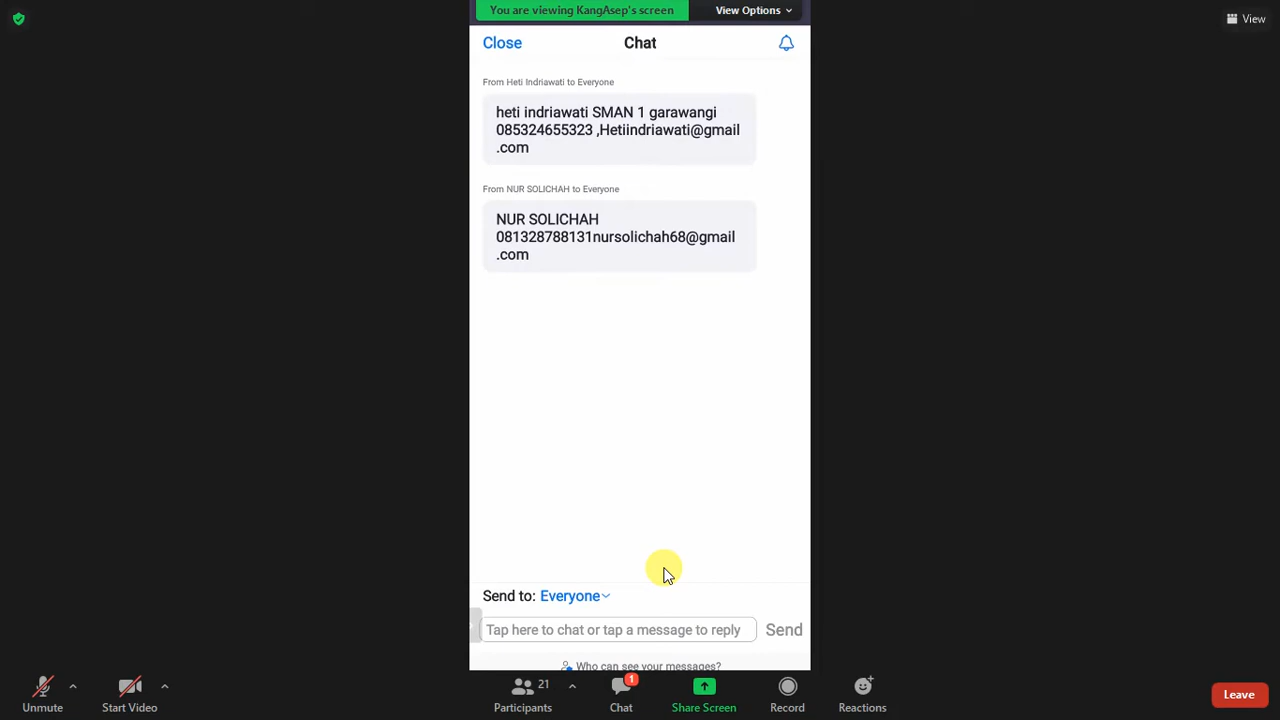 You are viewing KangAsep's screen
View Options
View
Close
Chat
From Heti Indriawati to Everyone
heti indriawati SMAN 1 garawangi
085324655323 ,Hetiindriawati@gmail
.com
From NUR SOLICHAH to Everyone
NUR SOLICHAH
081328788131nursolichah68@gmail
.com
Send to: Everyone
Tap here to chat or tap a message to reply
Send
Who can see your messages?
Unmute
Start Video
21
Participants
1
Chat
Share Screen
Record
Reactions
Leave